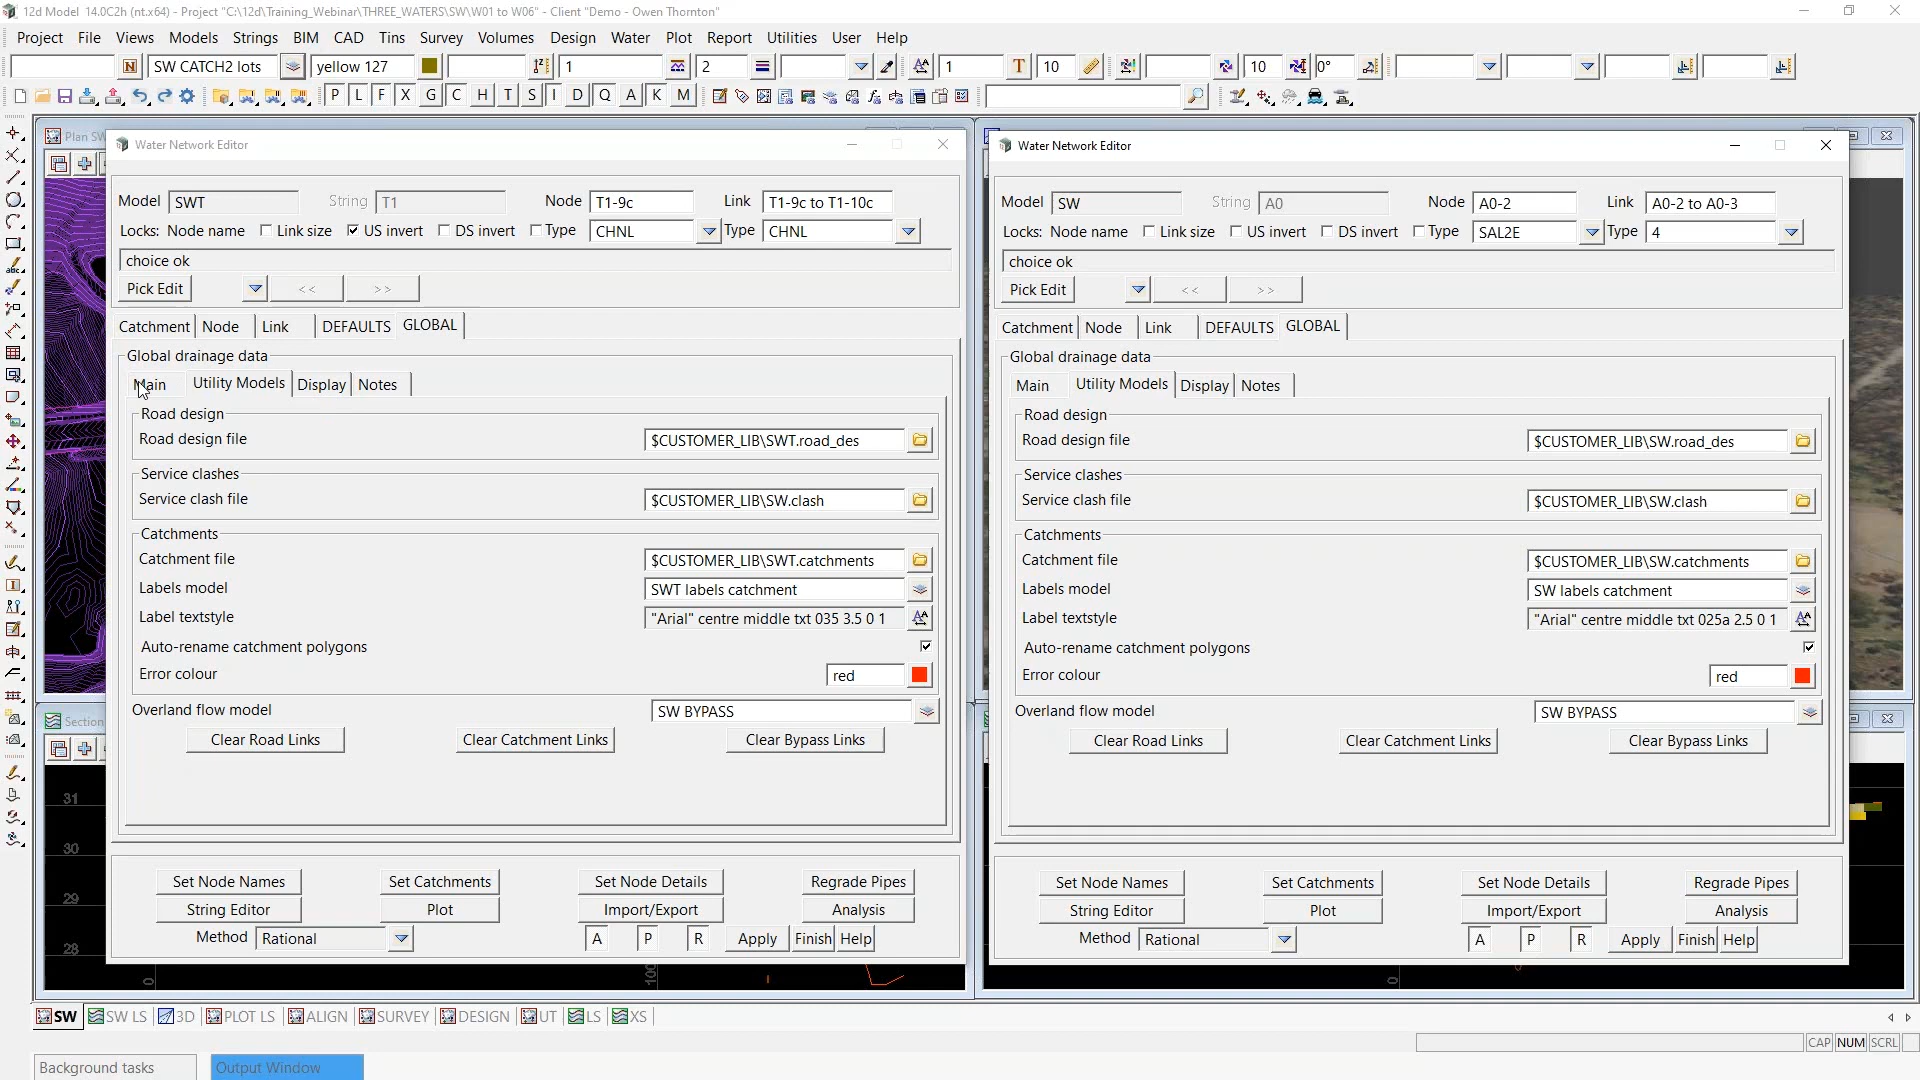 12d Model 14.0C2h (nt.x64) - Project "C:\12d\Training_Webinar\THREE_WATERS\SW\W01 to W06" - Client "Demo - Owen Thornton"
Project File Views Models Strings BIM CAD Tins Survey Volumes Design Water Plot Report Utilities User Help
N SW CATCH2 lots yellow 127 1 2 1 T 10 10 0°
P L F X G C H T S I D Q A K M
Plan SW
Water Network Editor
Model SWT String T1 Node T1-9c Link T1-9c to T1-10c
Locks: Node name Link size US invert DS invert Type CHNL Type CHNL
choice ok
Pick Edit << >>
Catchment Node Link DEFAULTS GLOBAL
Global drainage data
Main Utility Models Display Notes
Road design
Road design file $CUSTOMER_LIB\SWT.road_des
Service clashes
Service clash file $CUSTOMER_LIB\SW.clash
Catchments
Catchment file $CUSTOMER_LIB\SWT.catchments
Labels model SWT labels catchment
Label textstyle "Arial" centre middle txt 035 3.5 0 1
Auto-rename catchment polygons
Error colour red
Overland flow model SW BYPASS
Clear Road Links Clear Catchment Links Clear Bypass Links
Set Node Names Set Catchments Set Node Details Regrade Pipes
String Editor Plot Import/Export Analysis
Method Rational A P R Apply Finish Help
Water Network Editor
Model SW String A0 Node A0-2 Link A0-2 to A0-3
Locks: Node name Link size US invert DS invert Type SAL2E Type 4
choice ok
Pick Edit << >>
Catchment Node Link DEFAULTS GLOBAL
Global drainage data
Main Utility Models Display Notes
Road design
Road design file $CUSTOMER_LIB\SW.road_des
Service clashes
Service clash file $CUSTOMER_LIB\SW.clash
Catchments
Catchment file $CUSTOMER_LIB\SW.catchments
Labels model SW labels catchment
Label textstyle "Arial" centre middle txt 025a 2.5 0 1
Auto-rename catchment polygons
Error colour red
Overland flow model SW BYPASS
Clear Road Links Clear Catchment Links Clear Bypass Links
Set Node Names Set Catchments Set Node Details Regrade Pipes
String Editor Plot Import/Export Analysis
Method Rational A P R Apply Finish Help
Section
31
30
29
28
0 100 0
SW SW LS 3D PLOT LS ALIGN SURVEY DESIGN UT LS XS
CAP NUM SCRL
Background tasks Output Window